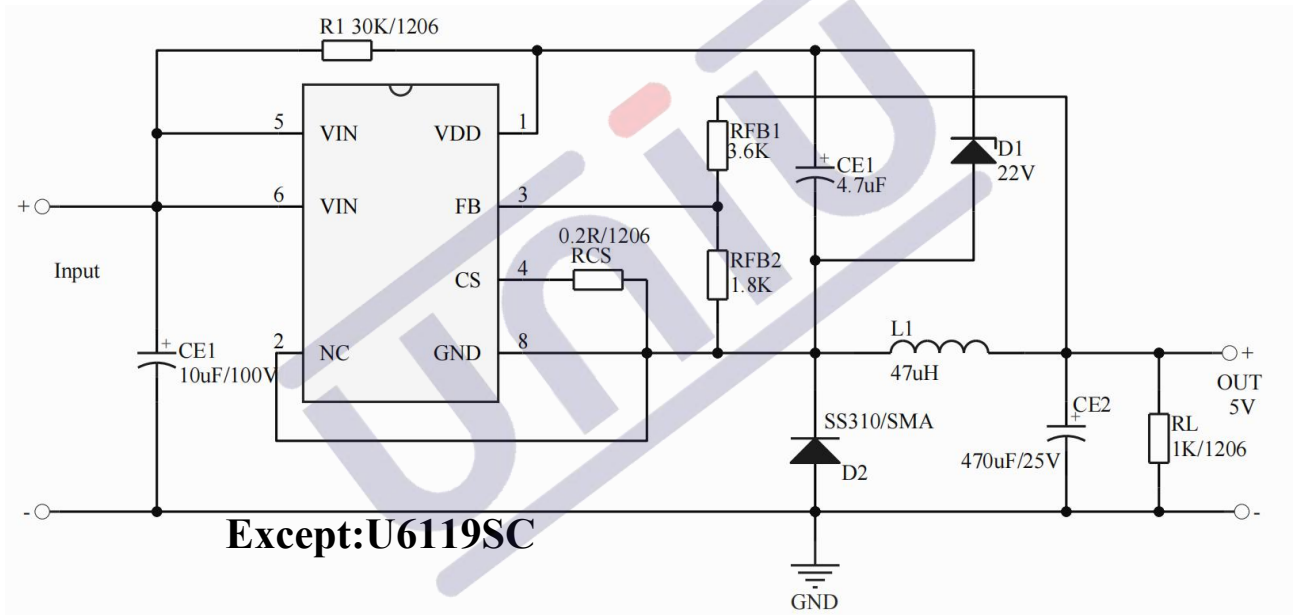 R1 30K/1206
5 VIN VDD 1
RFB1
3.6K
CE1
+
4.7uF
D1
22V
+
6 VIN FB 3
0.2R/1206
RCS
Input
CS 4
RFB2
1.8K
L1
2 NC GND 8
+
CE1
10uF/100V
47uH
+
OUT
5V
SS310/SMA
CE2
+
RL
1K/1206
D2
470uF/25V
-
-
Except:U6119SC
GND
uniu